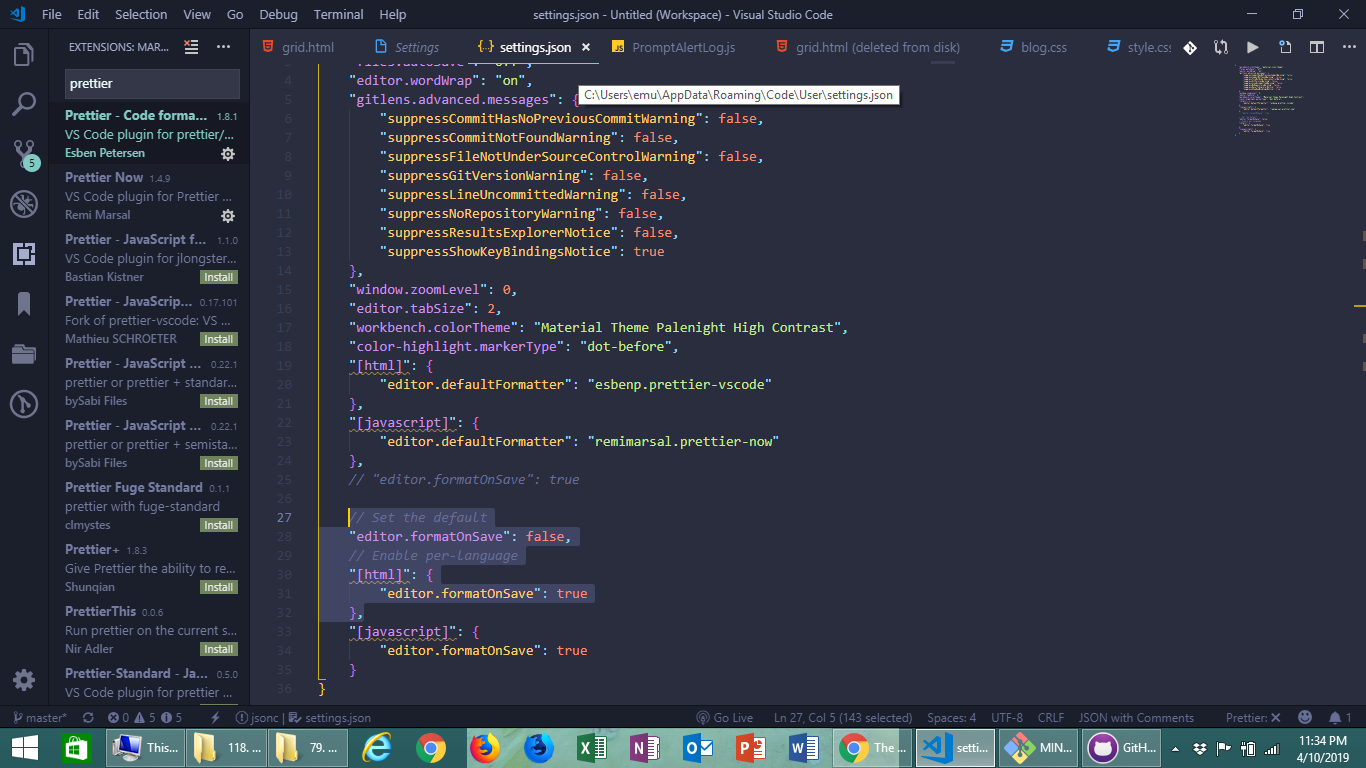 File Edit Selection View Go Debug Terminal Help
settings.json - Untitled (Workspace) - Visual Studio Code
EXTENSIONS: MAR...
prettier
Prettier - Code forma... 1.8.1
VS Code plugin for prettier/...
Esben Petersen
Prettier Now 1.4.9
VS Code plugin for Prettier ...
Remi Marsal
Prettier - JavaScript f... 1.1.0
VS Code plugin for jlongster...
Bastian Kistner Install
Prettier - JavaScrip... 0.17.101
Fork of prettier-vscode: VS ...
Mathieu SCHROETER Install
Prettier - JavaScript ... 0.22.1
prettier or prettier + standar...
bySabi Files Install
Prettier - JavaScript ... 0.22.1
prettier or prettier + semista...
bySabi Files Install
Prettier Fuge Standard 0.1.1
prettier with fuge-standard
clmystes Install
Prettier+ 1.8.3
Give Prettier the ability to re...
Shunqian Install
PrettierThis 0.0.6
Run prettier on the current s...
Nir Adler Install
Prettier-Standard - Ja... 0.5.0
VS Code plugin for prettier ...
5
grid.html Settings settings.json PromptAlertLog.js grid.html (deleted from disk) blog.css style.css
C:\Users\emu\AppData\Roaming\Code\User\settings.json
3 "files.autoSave": "off",
4 "editor.wordWrap": "on",
5 "gitlens.advanced.messages": {
6 "suppressCommitHasNoPreviousCommitWarning": false,
7 "suppressCommitNotFoundWarning": false,
8 "suppressFileNotUnderSourceControlWarning": false,
9 "suppressGitVersionWarning": false,
10 "suppressLineUncommittedWarning": false,
11 "suppressNoRepositoryWarning": false,
12 "suppressResultsExplorerNotice": false,
13 "suppressShowKeyBindingsNotice": true
14 },
15 "window.zoomLevel": 0,
16 "editor.tabSize": 2,
17 "workbench.colorTheme": "Material Theme Palenight High Contrast",
18 "color-highlight.markerType": "dot-before",
19 "[html]": {
20 "editor.defaultFormatter": "esbenp.prettier-vscode"
21 },
22 "[javascript]": {
23 "editor.defaultFormatter": "remimarsal.prettier-now"
24 },
25 // "editor.formatOnSave": true
26
27 // Set the default
28 "editor.formatOnSave": false,
29 // Enable per-language
30 "[html]": {
31 "editor.formatOnSave": true
32 },
33 "[javascript]": {
34 "editor.formatOnSave": true
35 }
36 }
master* 0 5 5 jsonc settings.json Go Live Ln 27, Col 5 (143 selected) Spaces: 4 UTF-8 CRLF JSON with Comments Prettier: 1
This... 118. ... 79. ... The ... setti... MIN... GitH...
11:34 PM
4/10/2019